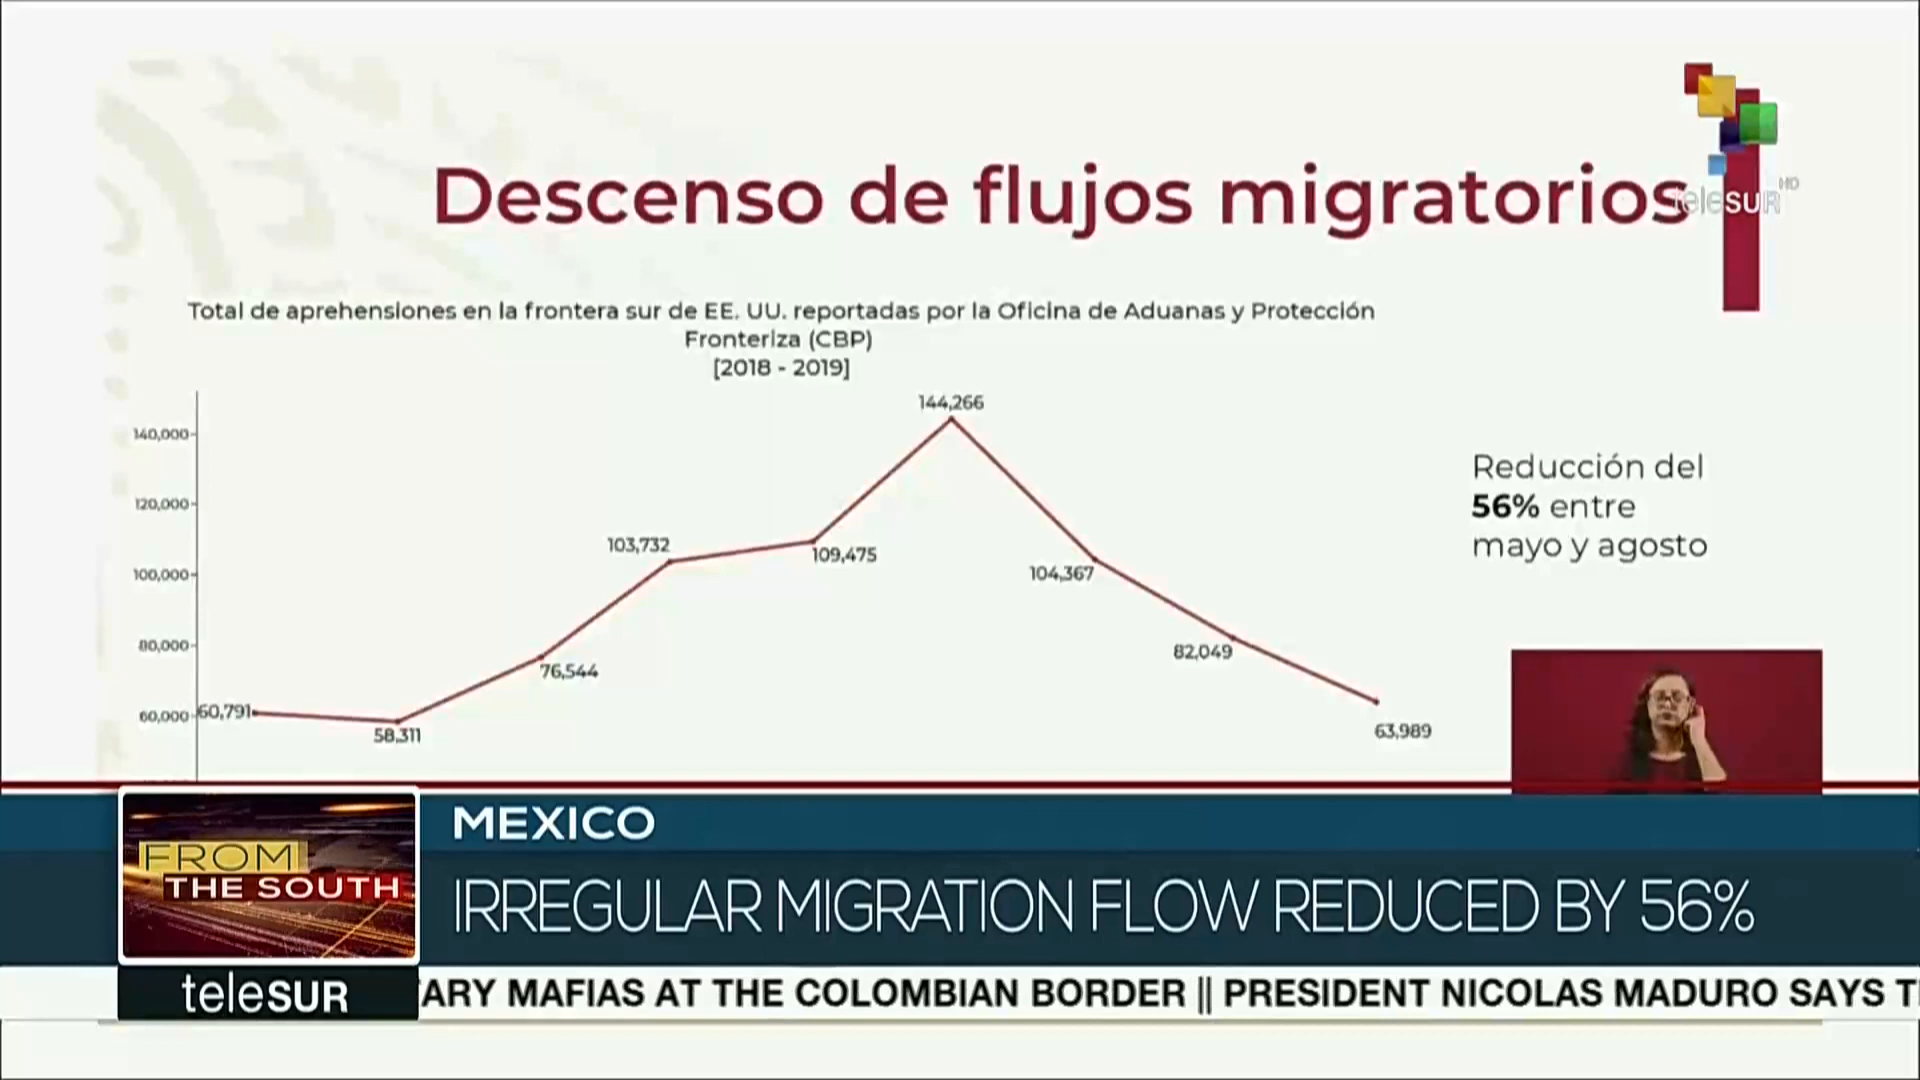 Descenso de flujos migratorios
teleSUR HD
Total de aprehensiones en la frontera sur de EE. UU. reportadas por la Oficina de Aduanas y Protección
Fronteriza (CBP)
[2018 - 2019]
140,000
120,000
100,000
80,000
60,000
60,791
58,311
76,544
103,732
109,475
144,266
104,367
82,049
63,989
Reducción del
56% entre
mayo y agosto
FROM
THE SOUTH
MEXICO
IRREGULAR MIGRATION FLOW REDUCED BY 56%
teleSUR
ARY MAFIAS AT THE COLOMBIAN BORDER || PRESIDENT NICOLAS MADURO SAYS T